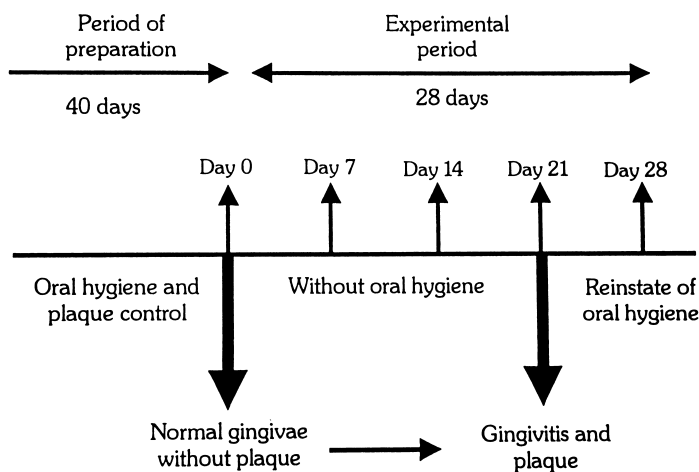 Period of
preparation
Experimental
period
40 days
28 days
Day 0
Day 7
Day 14
Day 21
Day 28
Oral hygiene and
plaque control
Without oral hygiene
Reinstate of
oral hygiene
Normal gingivae
without plaque
Gingivitis and
plaque